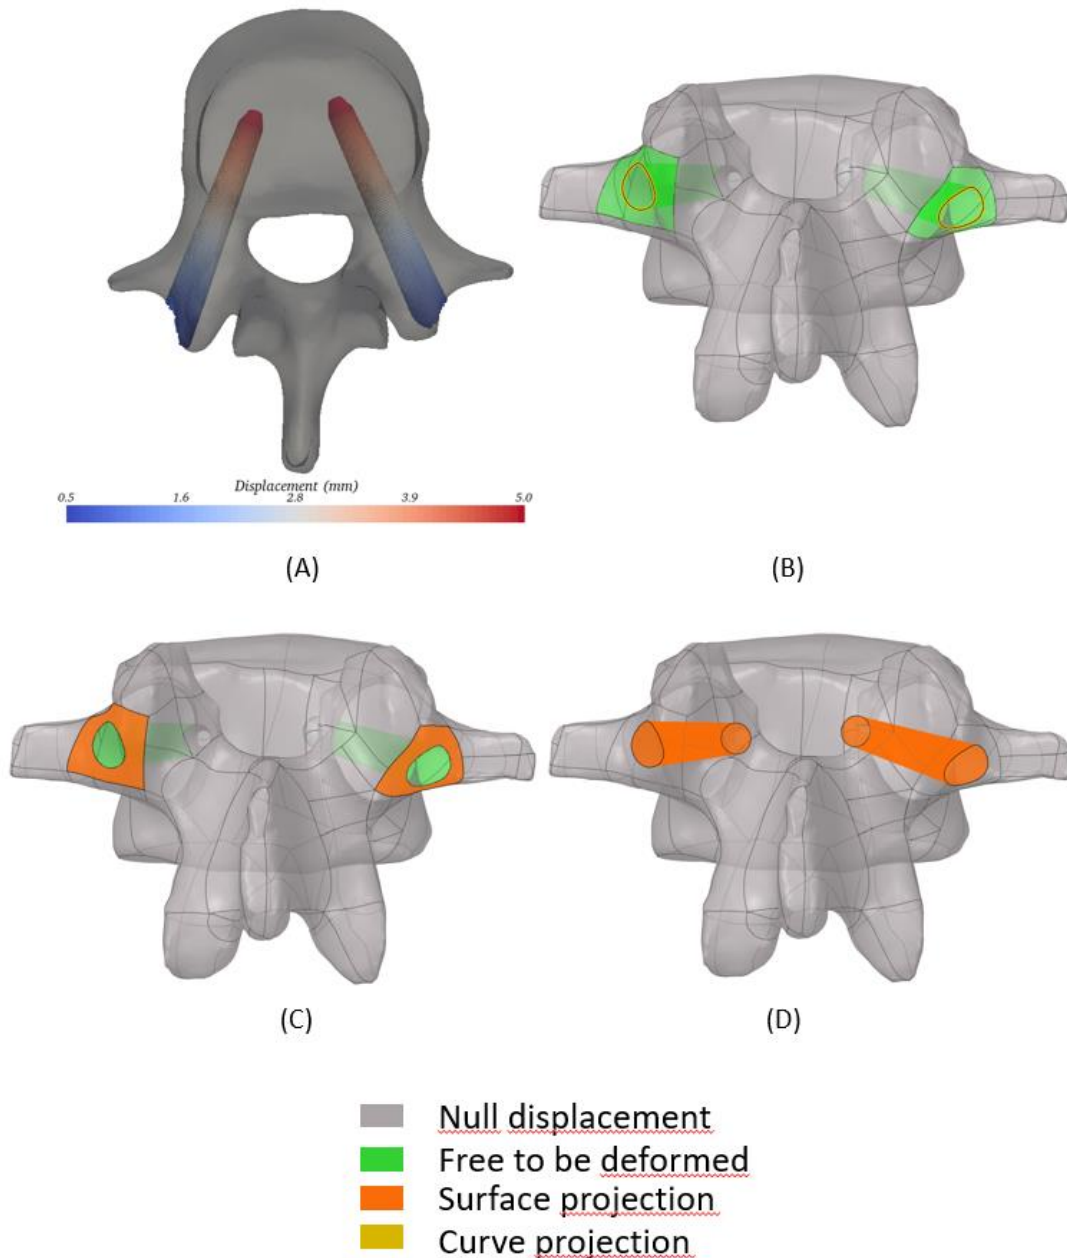 Displacement (mm)
0.5 1.6 2.8 3.9 5.0
(A) (B)
(C) (D)
Null displacement
Free to be deformed
Surface projection
Curve projection